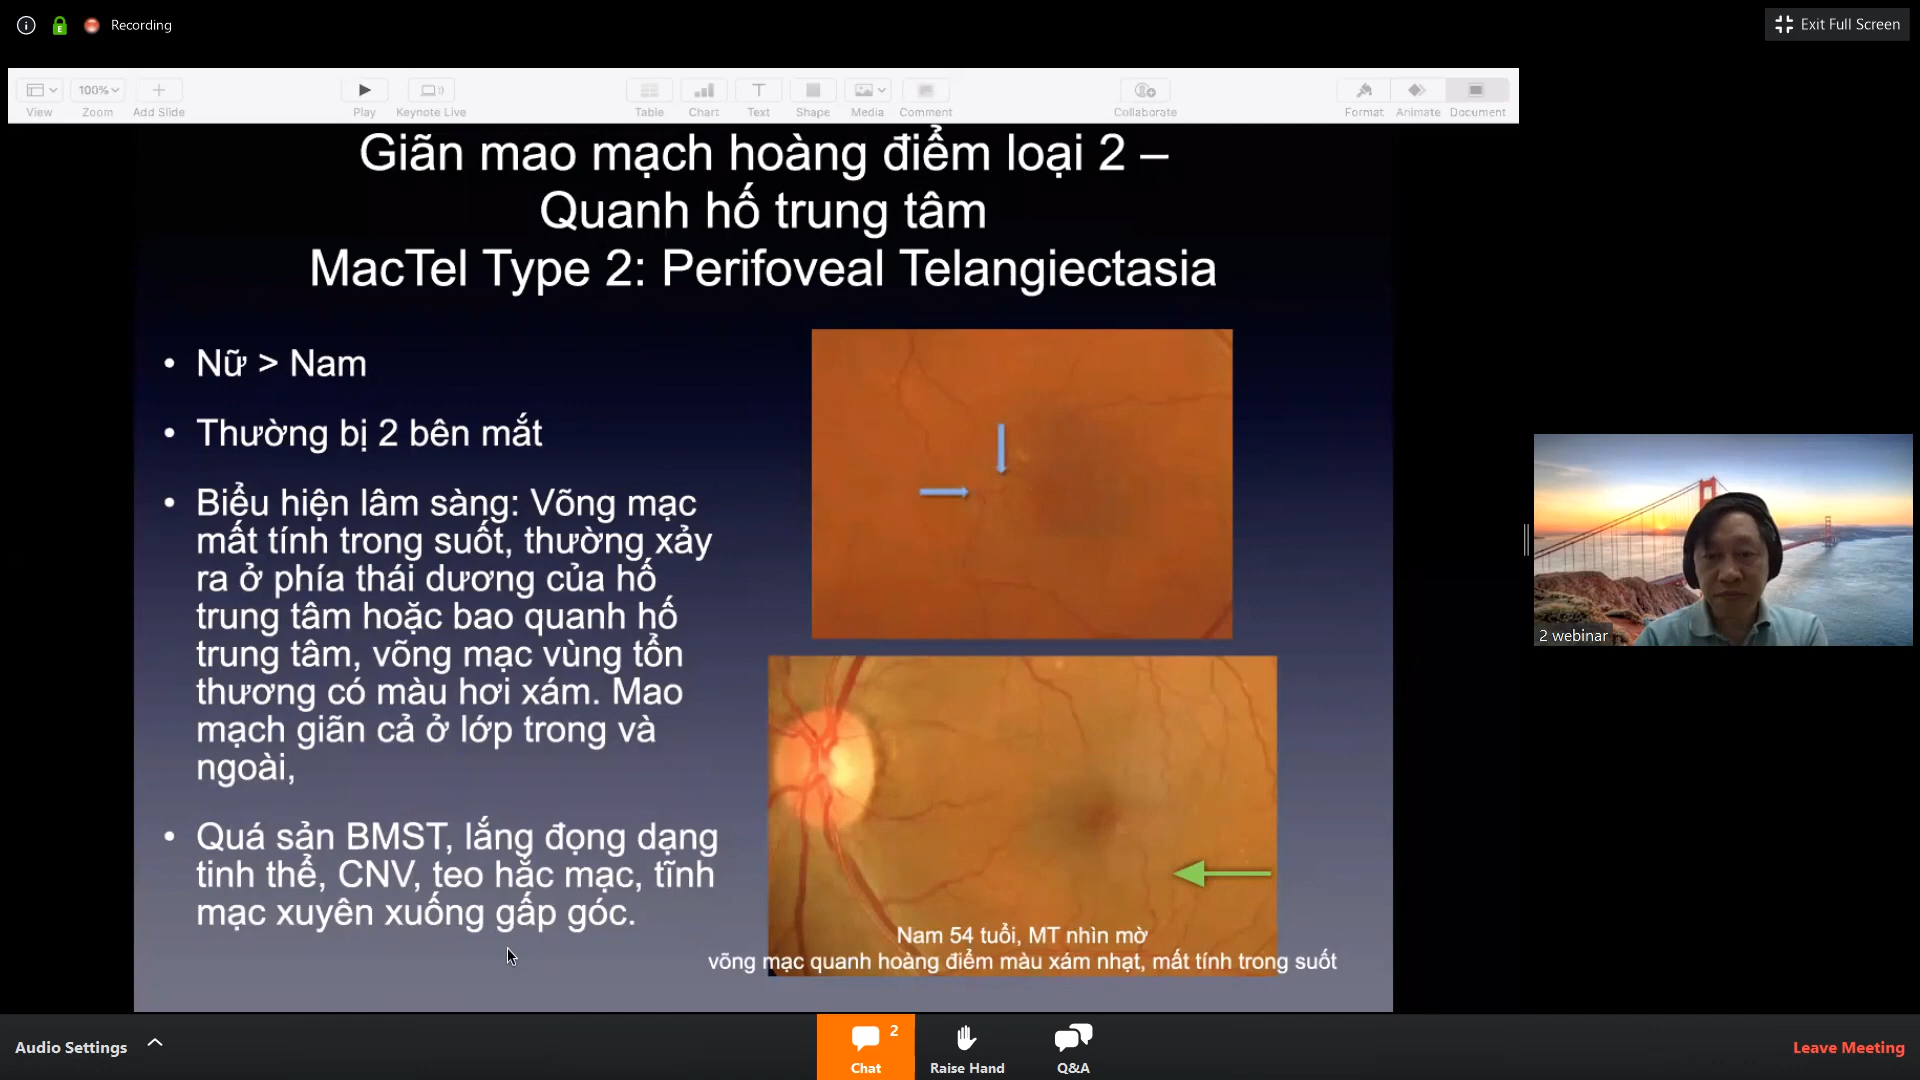 Recording
Exit Full Screen
100%
View Zoom Add Slide Play Keynote Live Table Chart Text Shape Media Comment Collaborate Format Animate Document
Giãn mao mạch hoàng điểm loại 2 –
Quanh hố trung tâm
MacTel Type 2: Perifoveal Telangiectasia
• Nữ > Nam
• Thường bị 2 bên mắt
• Biểu hiện lâm sàng: Võng mạc
mất tính trong suốt, thường xảy
ra ở phía thái dương của hố
trung tâm hoặc bao quanh hố
trung tâm, võng mạc vùng tổn
thương có màu hơi xám. Mao
mạch giãn cả ở lớp trong và
ngoài,
• Quá sản BMST, lắng đọng dạng
tinh thể, CNV, teo hắc mạc, tĩnh
mạc xuyên xuống gấp góc.
Nam 54 tuổi, MT nhìn mờ
võng mạc quanh hoàng điểm màu xám nhạt, mất tính trong suốt
2 webinar
Audio Settings
2
Chat
Raise Hand
Q&A
Leave Meeting